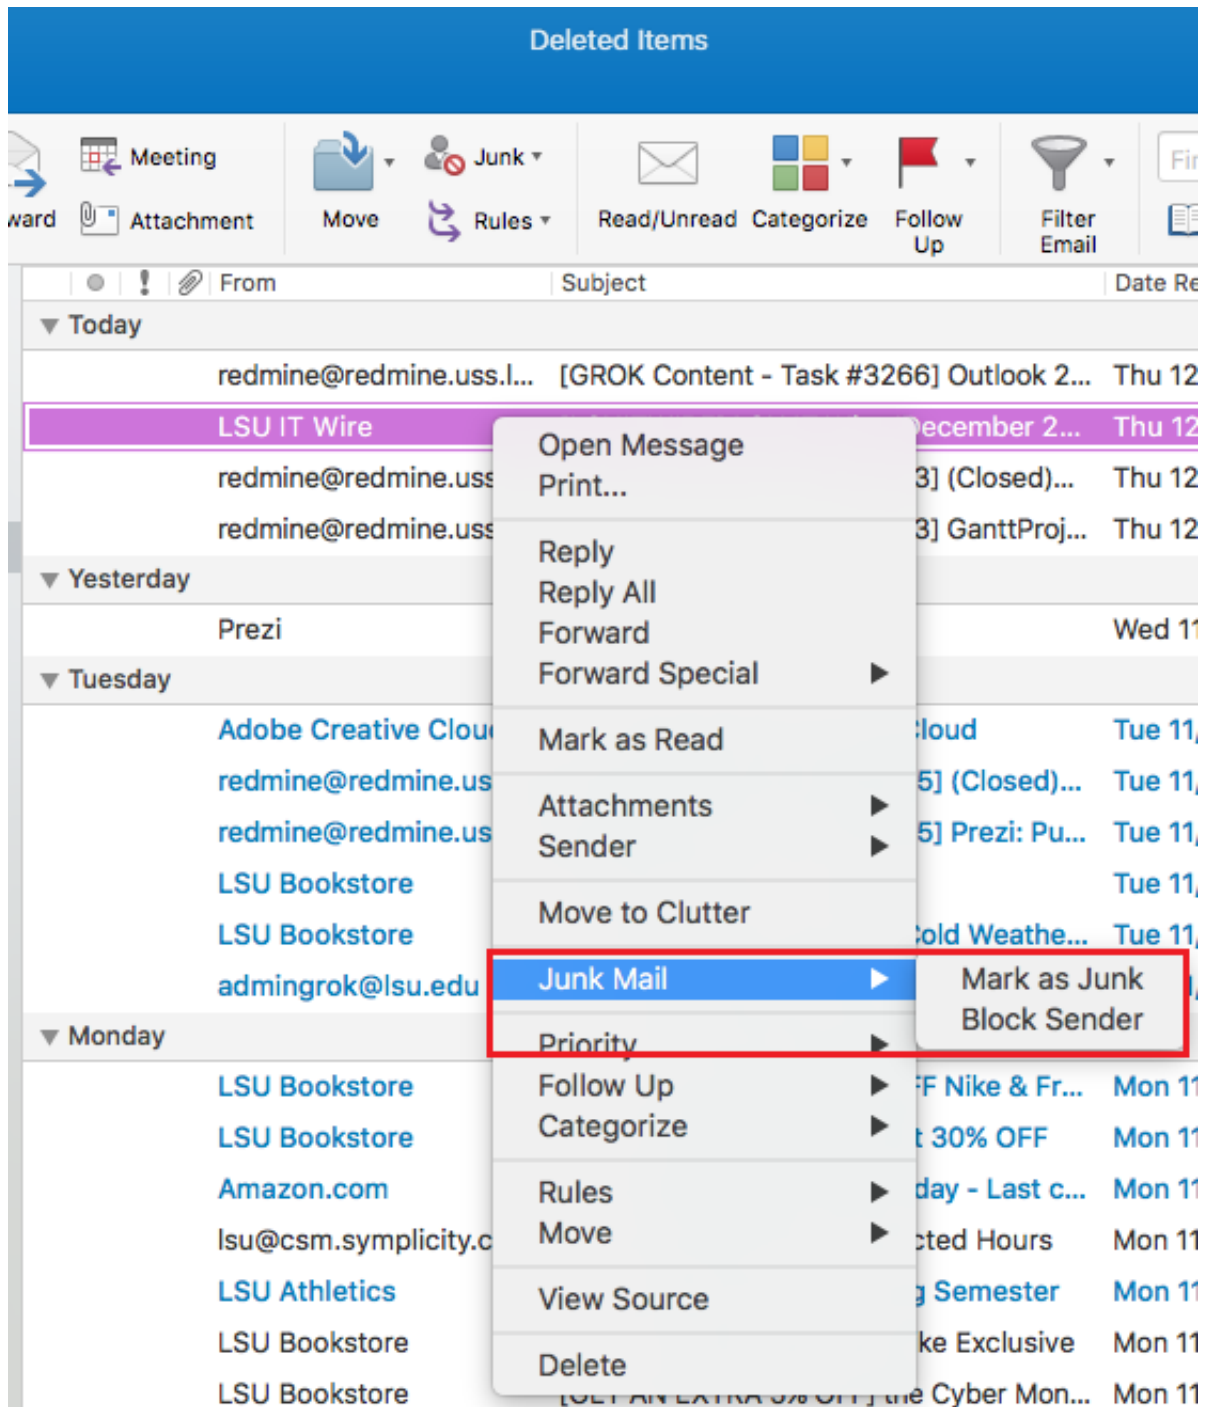 Deleted Items
Meeting
Junk
ward
Attachment
Move
Rules
Read/Unread
Categorize
Follow Up
Filter Email
From
Subject
Date Re
Today
redmine@redmine.uss.l... [GROK Content - Task #3266] Outlook 2... Thu 12
LSU IT Wire ecember 2... Thu 12
redmine@redmine.uss 3] (Closed)... Thu 12
redmine@redmine.uss 3] GanttProj... Thu 12
Yesterday
Prezi Wed 11
Tuesday
Adobe Creative Clou loud Tue 11,
redmine@redmine.us 5] (Closed)... Tue 11,
redmine@redmine.us 5] Prezi: Pu... Tue 11,
LSU Bookstore Tue 11,
LSU Bookstore old Weathe... Tue 11,
admingrok@lsu.edu
Monday
LSU Bookstore FF Nike & Fr... Mon 11
LSU Bookstore t 30% OFF Mon 11
Amazon.com day - Last c... Mon 11
lsu@csm.symplicity.c cted Hours Mon 11
LSU Athletics g Semester Mon 11
LSU Bookstore ke Exclusive Mon 11
LSU Bookstore the Cyber Mon... Mon 11
Open Message
Print...
Reply
Reply All
Forward
Forward Special
Mark as Read
Attachments
Sender
Move to Clutter
Junk Mail
Mark as Junk
Block Sender
Priority
Follow Up
Categorize
Rules
Move
View Source
Delete